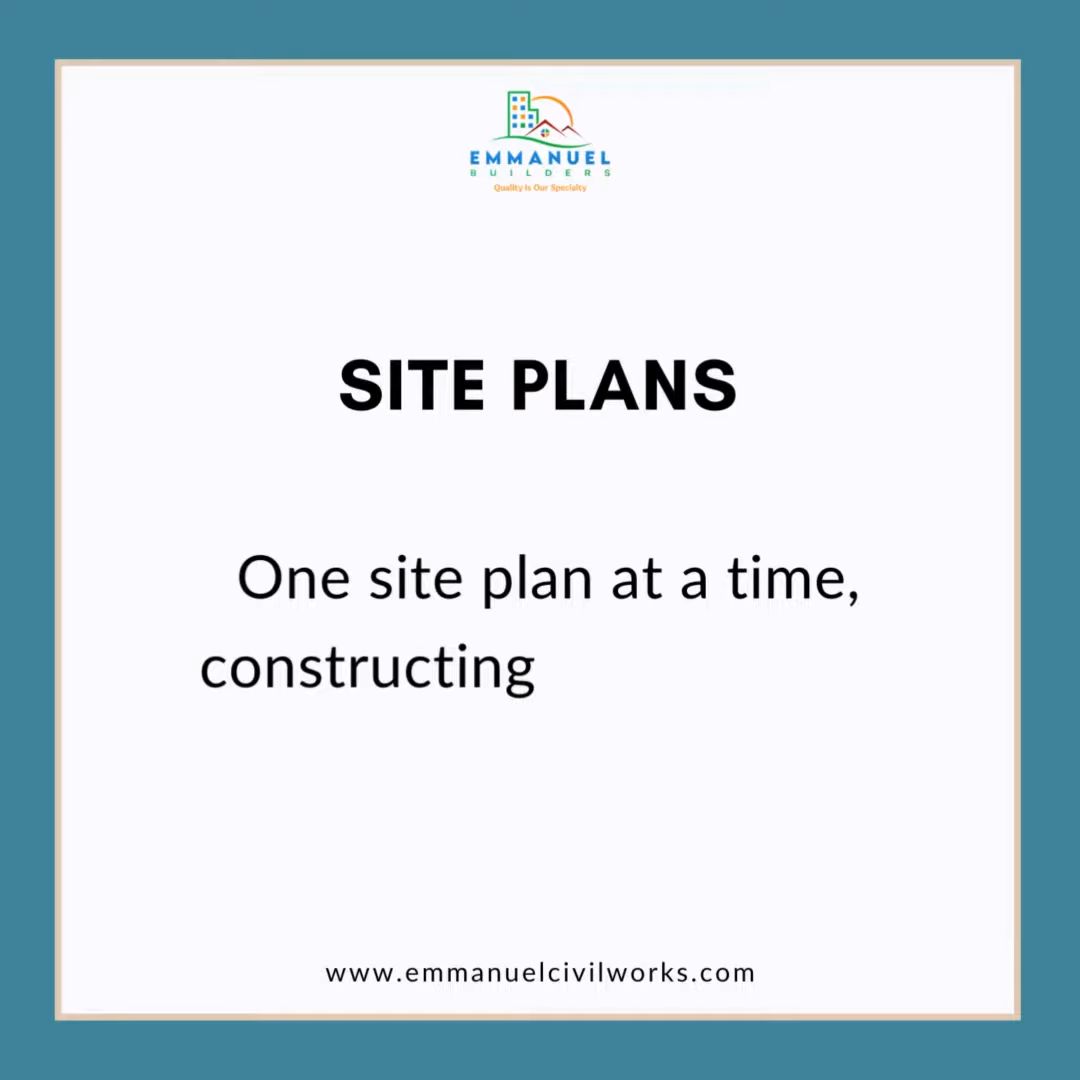 EMMANUEL
BUILDERS
Quality Is Our Specialty
SITE PLANS
One site plan at a time,
constructing
www.emmanuelcivilworks.com